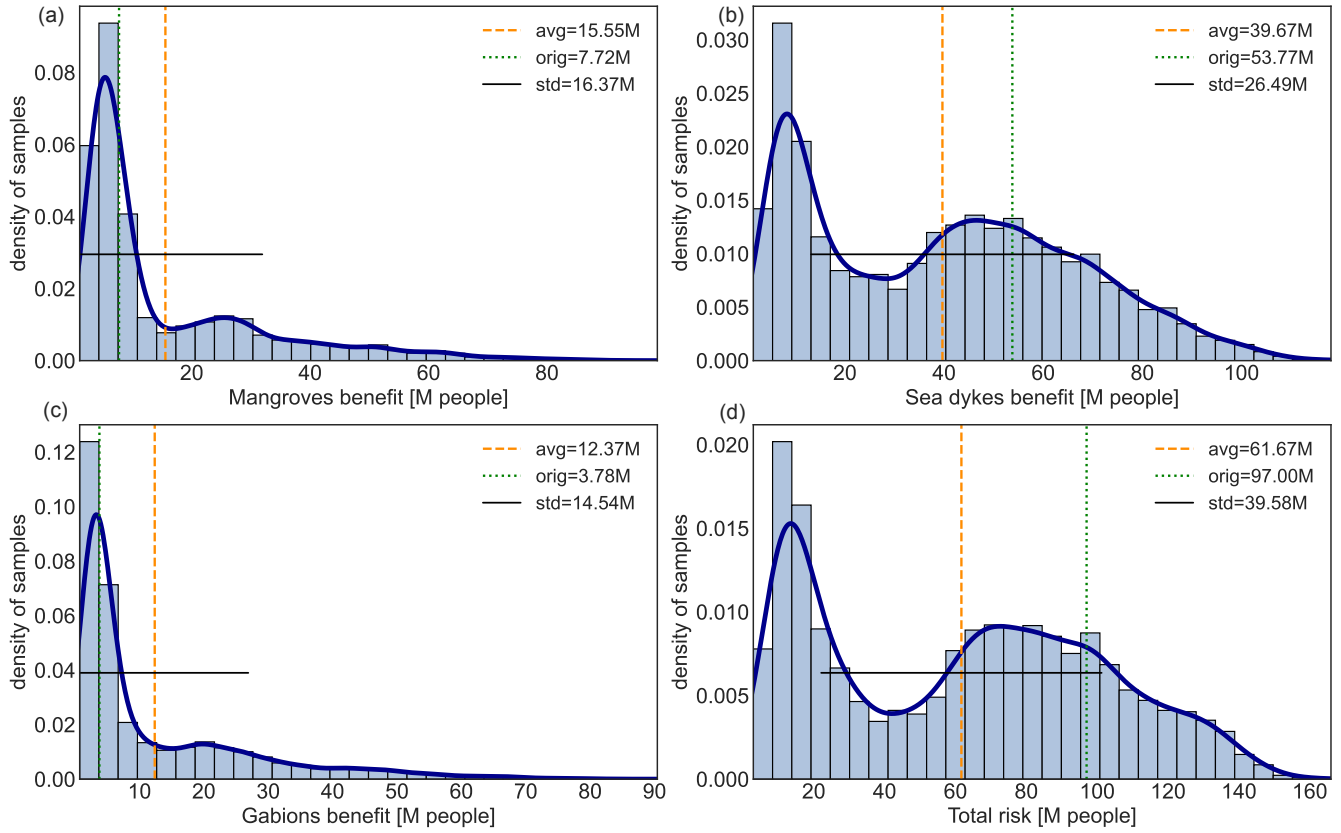 (a)
avg=15.55M
orig=7.72M
std=16.37M
density of samples
0.08
0.06
0.04
0.02
0.00
20
40
60
80
Mangroves benefit [M people]
(b)
avg=39.67M
orig=53.77M
std=26.49M
density of samples
0.030
0.025
0.020
0.015
0.010
0.005
0.000
20
40
60
80
100
Sea dykes benefit [M people]
(c)
avg=12.37M
orig=3.78M
std=14.54M
density of samples
0.12
0.10
0.08
0.06
0.04
0.02
0.00
10
20
30
40
50
60
70
80
90
Gabions benefit [M people]
(d)
avg=61.67M
orig=97.00M
std=39.58M
density of samples
0.020
0.015
0.010
0.005
0.000
20
40
60
80
100
120
140
160
Total risk [M people]